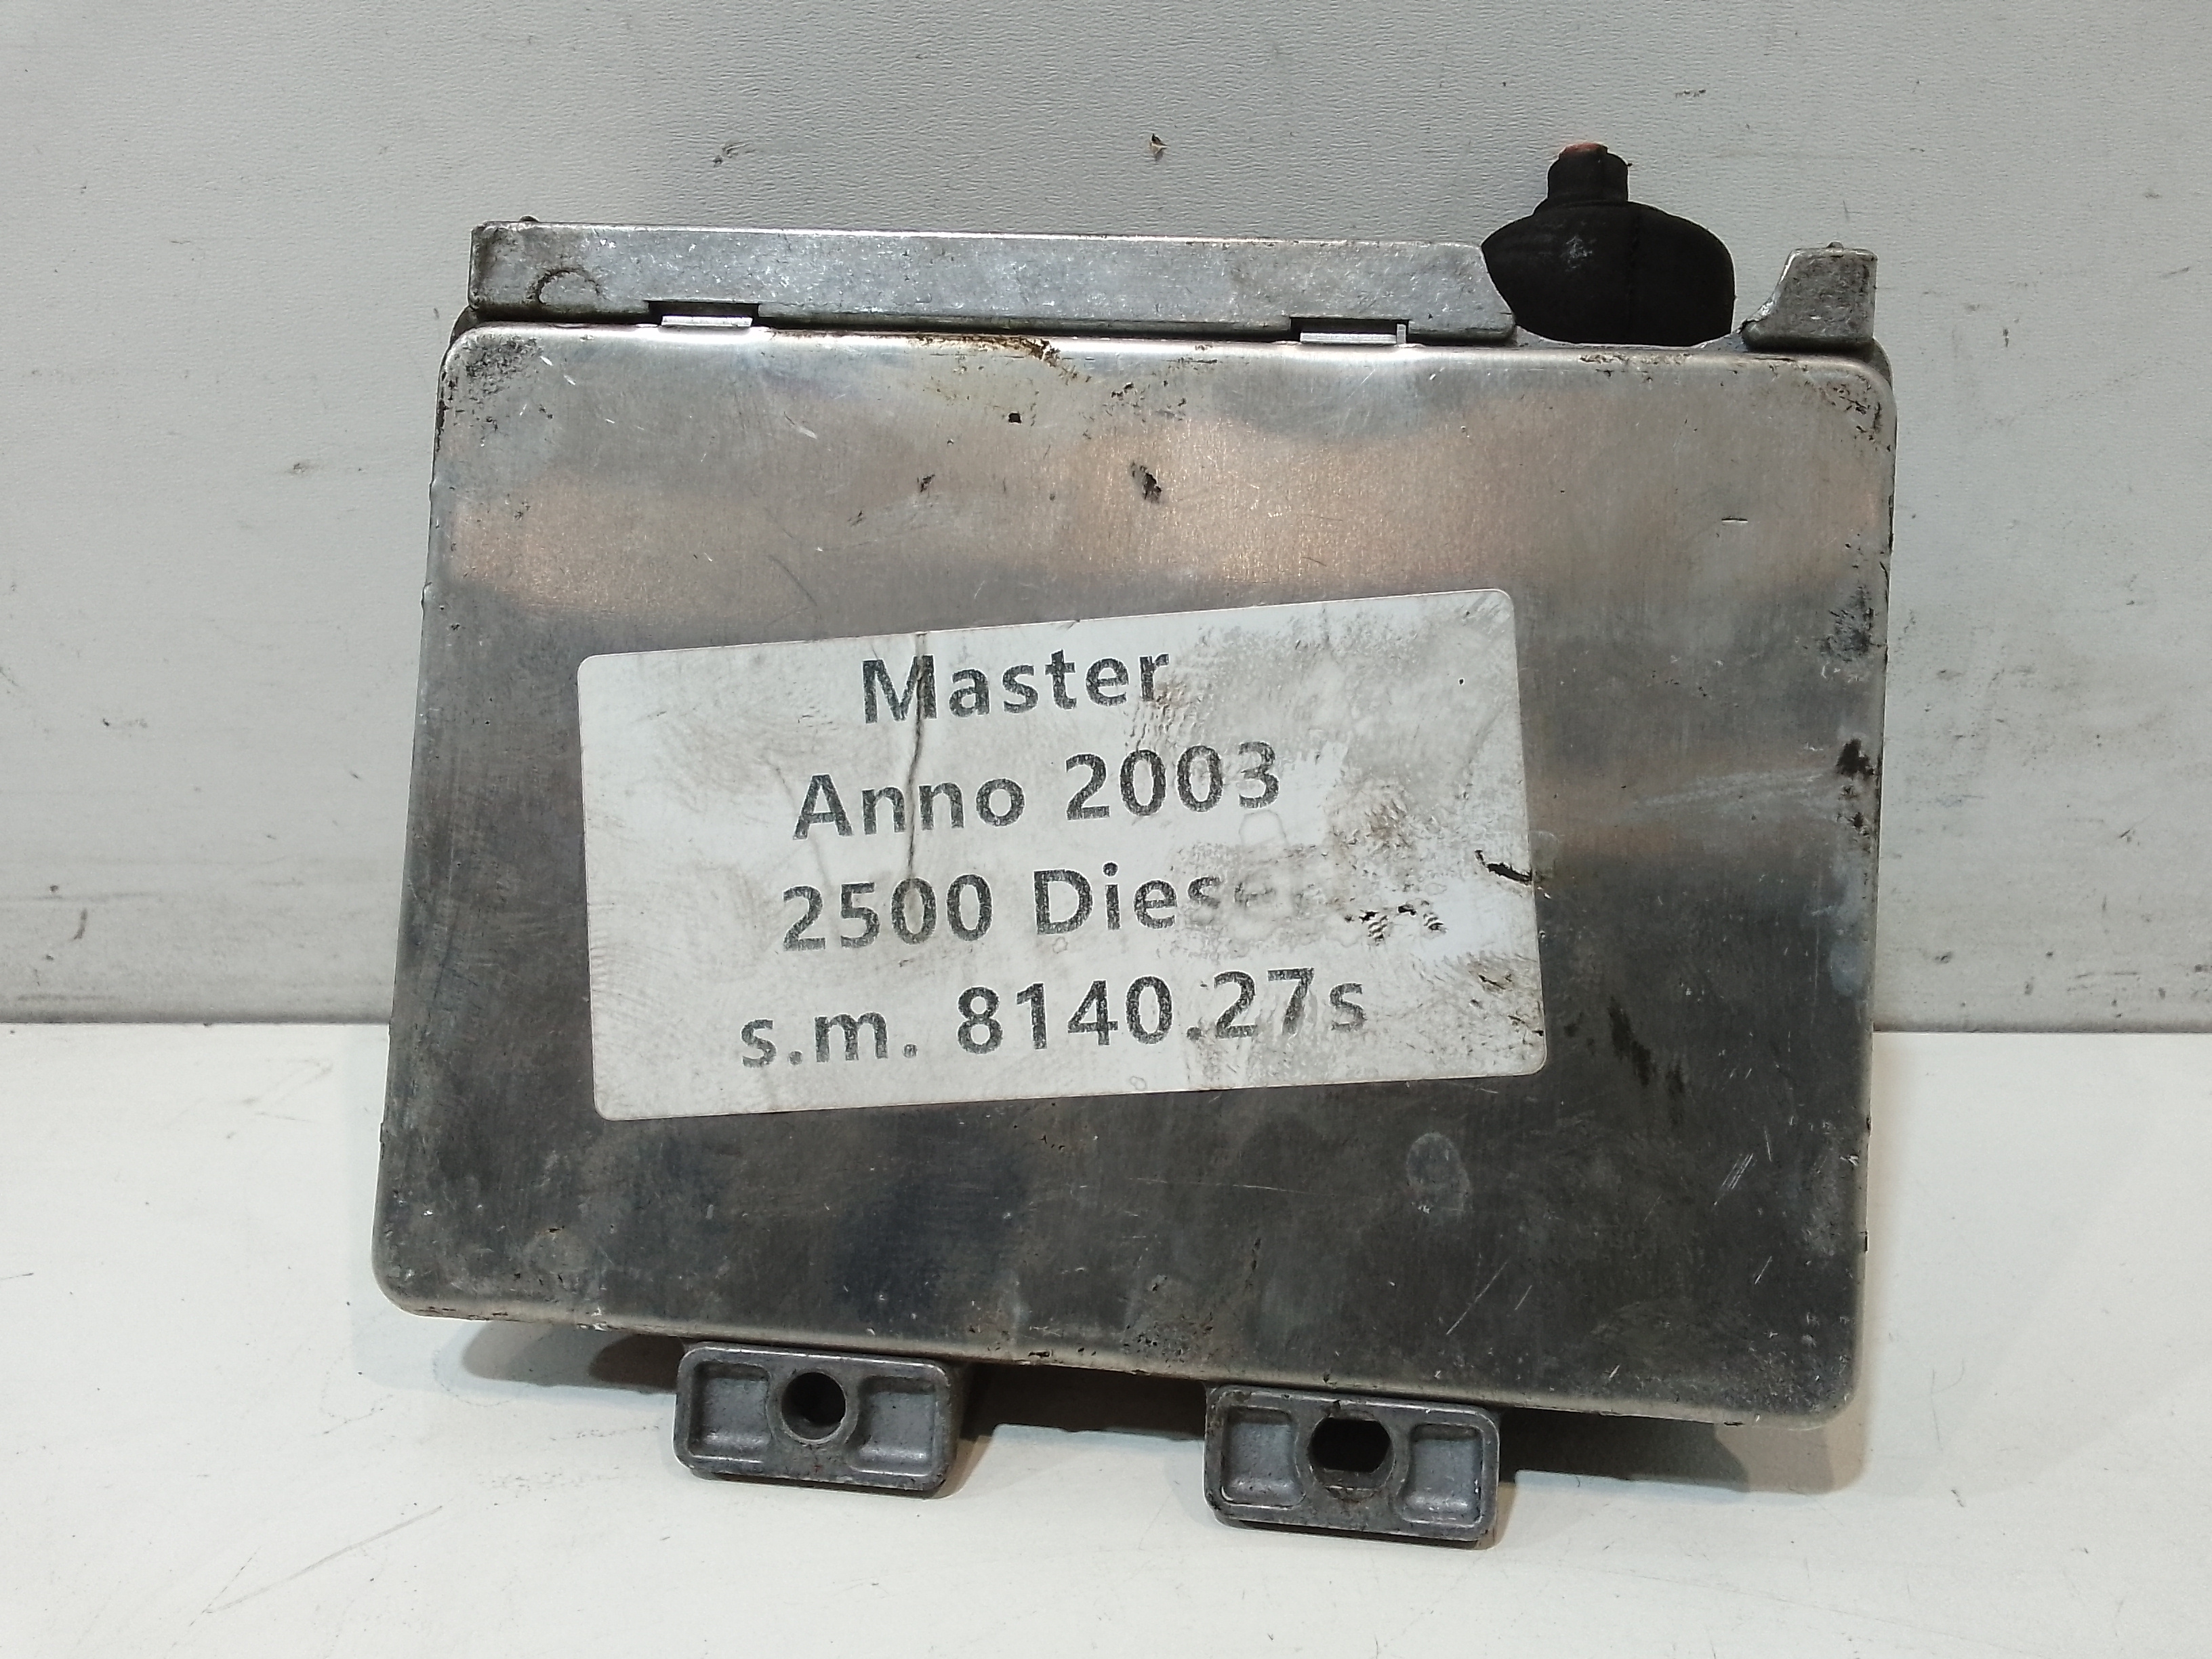 Master
Anno 2003
2500 Diese
s.m. 8140.27s